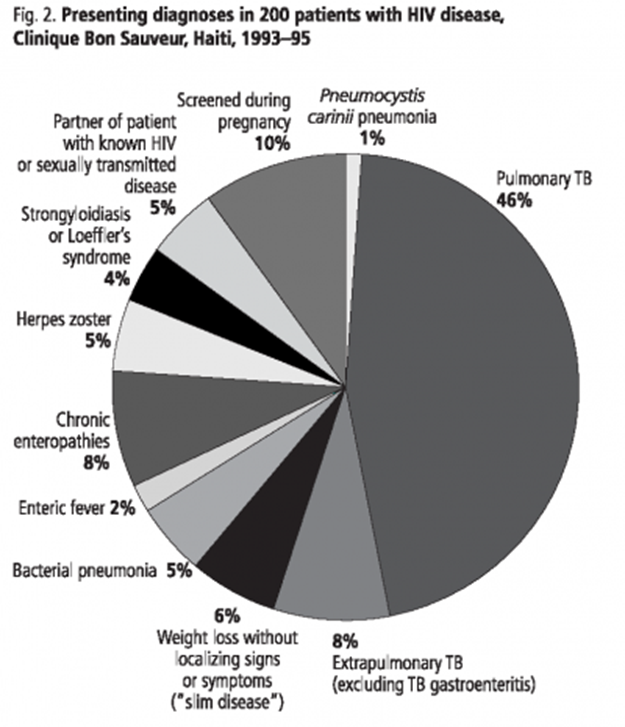 Fig. 2. Presenting diagnoses in 200 patients with HIV disease,
Clinique Bon Sauveur, Haiti, 1993–95
Pneumocystis
carinii pneumonia
1%
Pulmonary TB
46%
8%
Extrapulmonary TB
(excluding TB gastroenteritis)
6%
Weight loss without
localizing signs
or symptoms
("slim disease")
Bacterial pneumonia 5%
Enteric fever 2%
Chronic
enteropathies
8%
Herpes zoster
5%
Strongyloidiasis
or Loeffler's
syndrome
4%
Partner of patient
with known HIV
or sexually transmitted
disease
5%
Screened during
pregnancy
10%